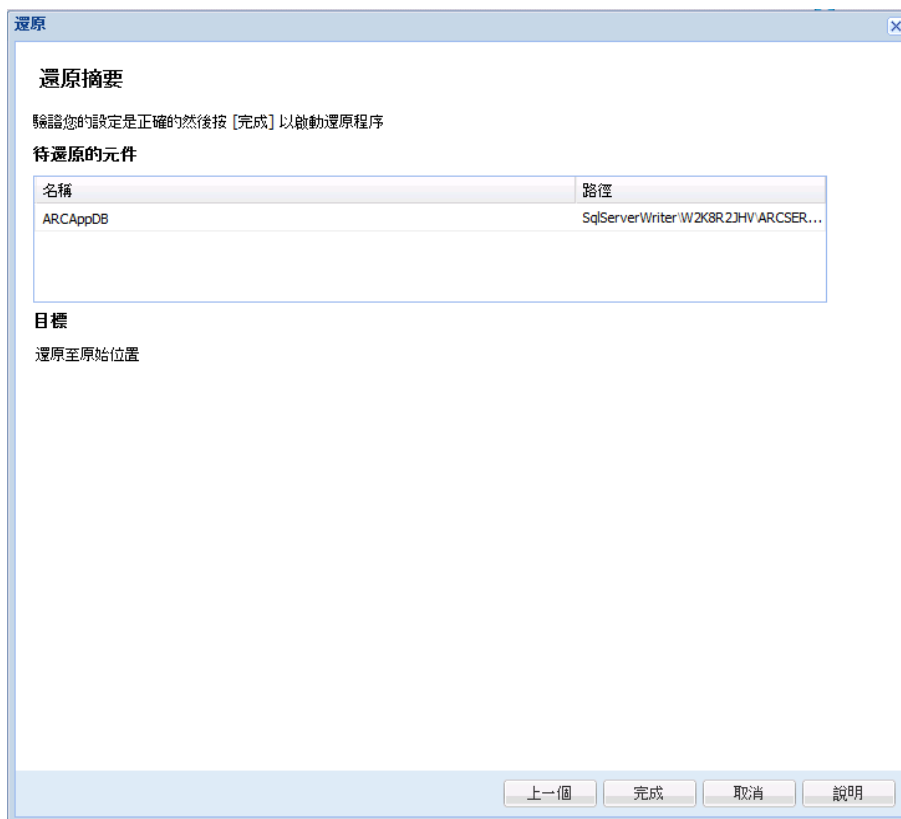 還原
還原摘要
驗證您的設定是正確的然後按 [完成] 以啟動還原程序
待還原的元件
名稱 路徑
ARCAppDB SqlServerWriter\W2K8R2JHV\ARCSER...
目標
還原至原始位置
上一個 完成 取消 說明